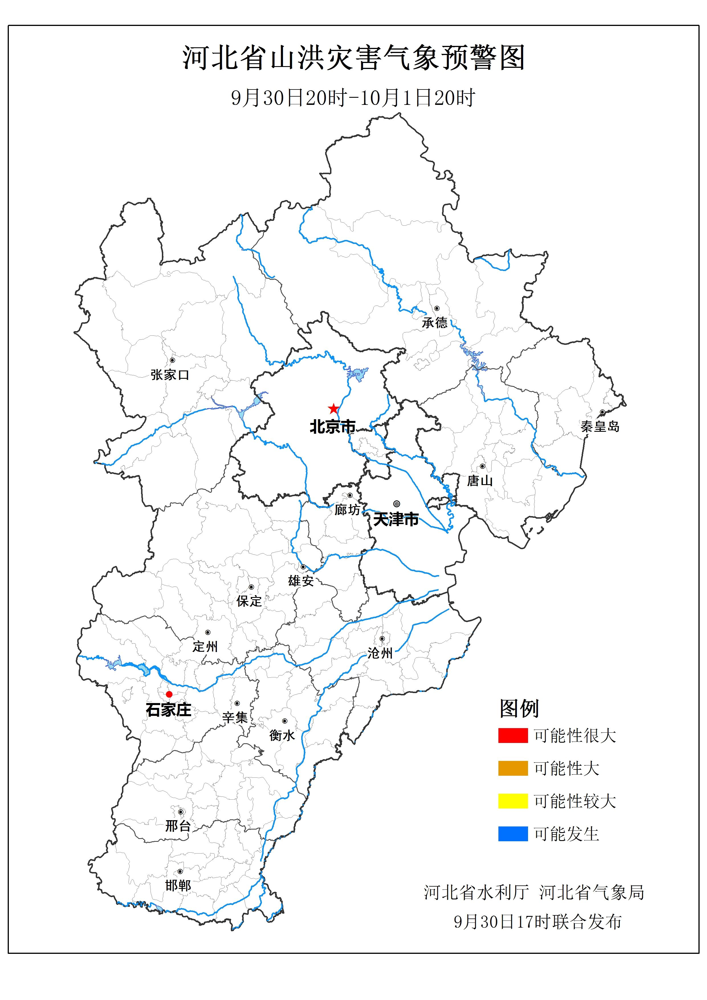 河北省山洪灾害气象预警图
9月30日20时-10月1日20时
承德
张家口
北京市
秦皇岛
唐山
廊坊
天津市
雄安
保定
定州
沧州
石家庄
辛集
衡水
邢台
邯郸
图例
可能性很大
可能性大
可能性较大
可能发生
河北省水利厅 河北省气象局
9月30日17时联合发布